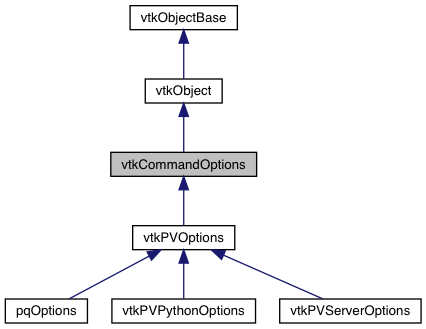 vtkObjectBase
vtkObject
vtkCommandOptions
vtkPVOptions
pqOptions
vtkPVPythonOptions
vtkPVServerOptions